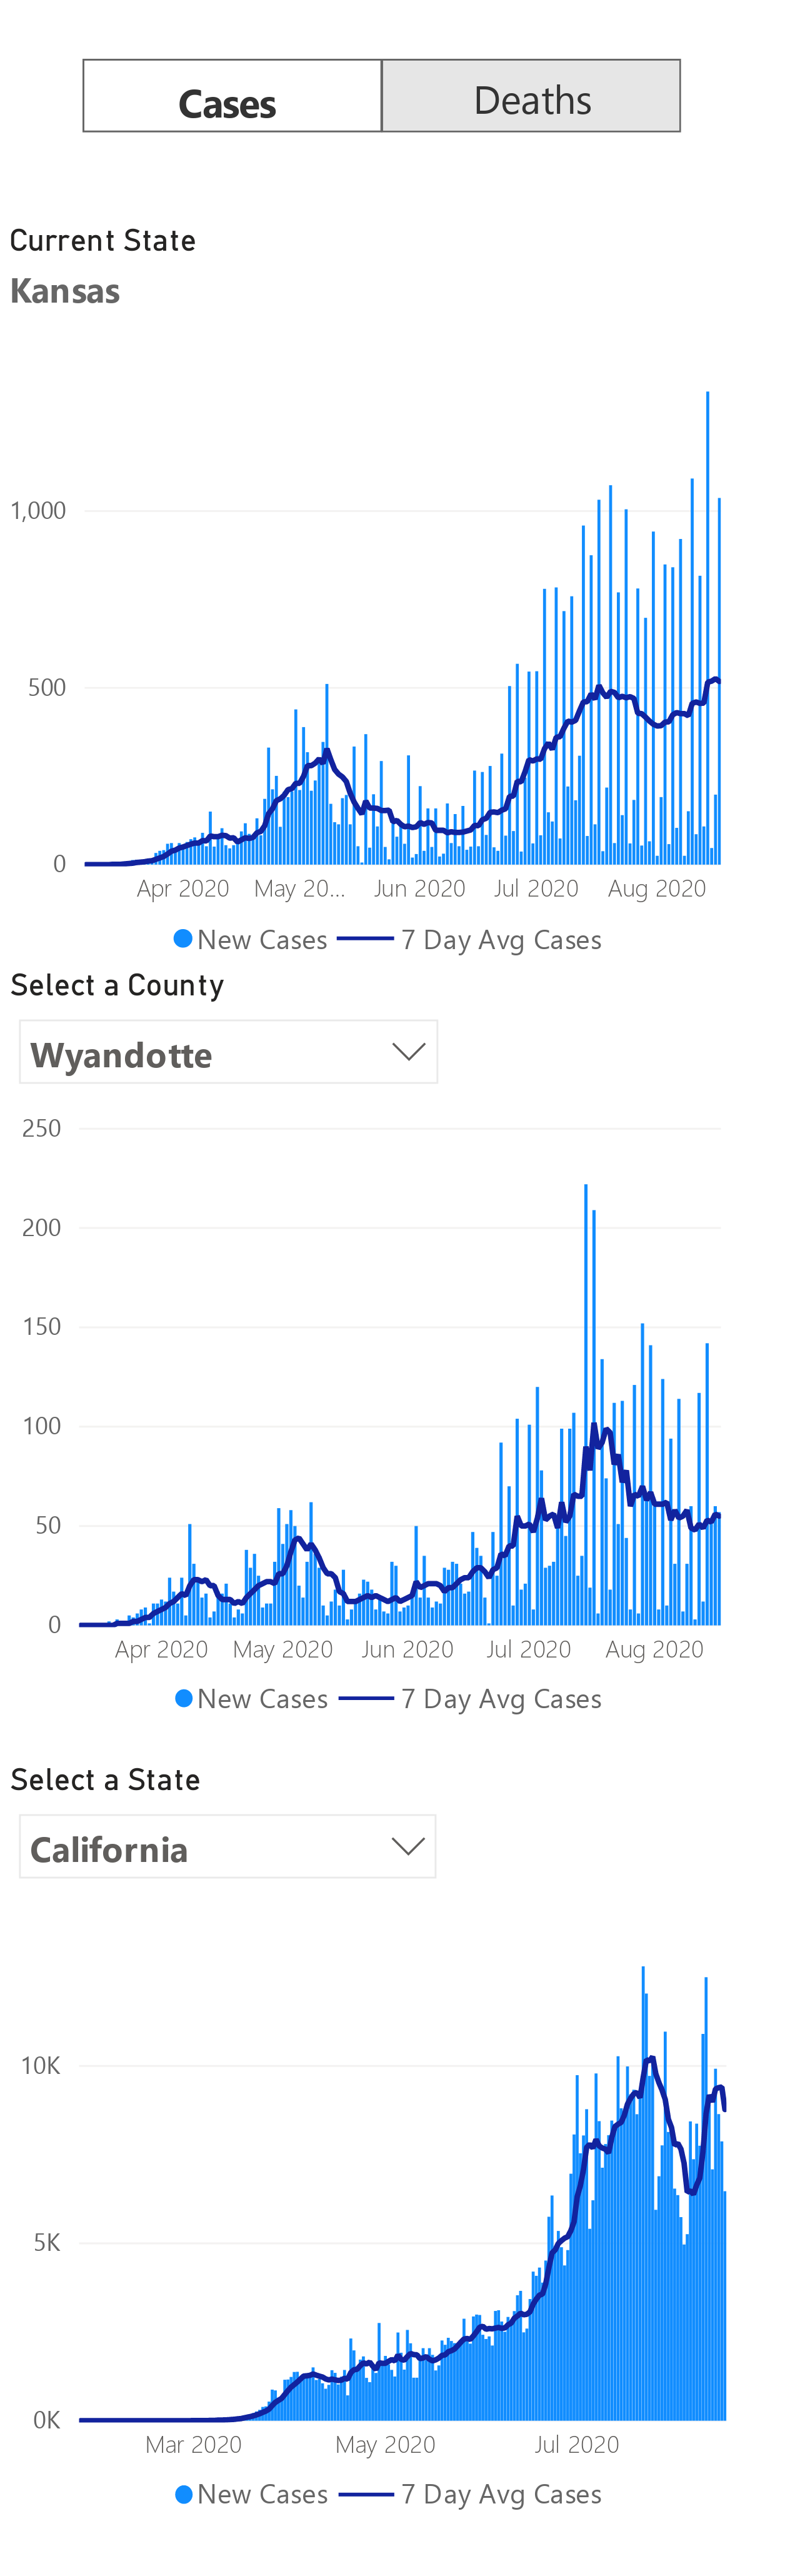 Cases Deaths
Current State
Kansas
1,000
500
0
Apr 2020 May 20... Jun 2020 Jul 2020 Aug 2020
New Cases 7 Day Avg Cases
Select a County
Wyandotte
250
200
150
100
50
0
Apr 2020 May 2020 Jun 2020 Jul 2020 Aug 2020
New Cases 7 Day Avg Cases
Select a State
California
10K
5K
0K
Mar 2020 May 2020 Jul 2020
New Cases 7 Day Avg Cases